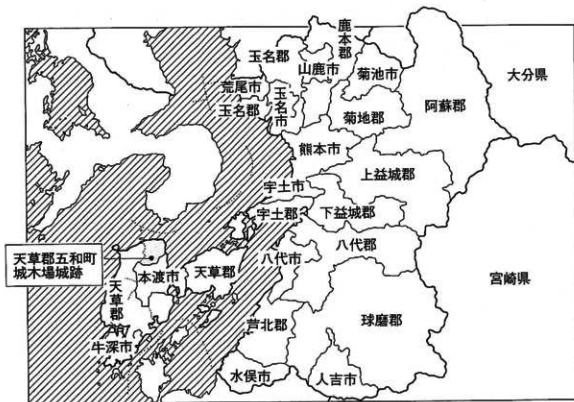 玉名郡
鹿本郡
山鹿市
菊池市
大分県
荒尾市
玉名郡
玉名市
菊地郡
阿蘇郡
熊本市
上益城郡
宇土市
宇土郡
下益城郡
天草郡五和町
城木場城跡
本渡市
天草郡
八代市
八代郡
宮崎県
天草郡
芦北郡
球磨郡
牛深市
水俣市
人吉市